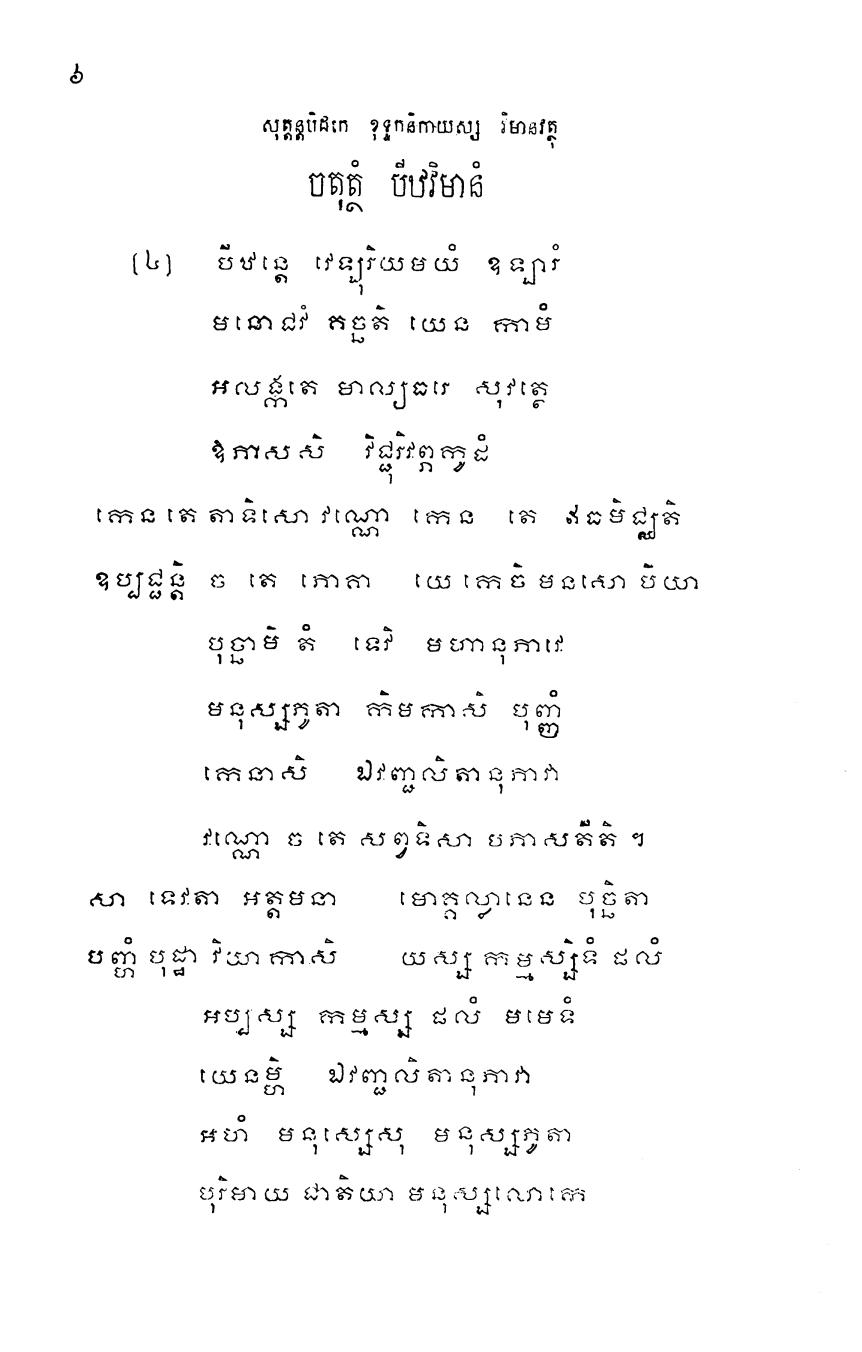 ៦
សុត្តន្តបិដកេ ខុទ្ទកនិកាយស្ស វិមានវត្ថុ
ចតុត្ថំ បីឋវិមានំ
(៤) បីឋន្តេ វេឡុរិយមយំ ឧឡារំ
មនោជវំ គច្ឆតិ យេន កាមំ
អលង្កតេ មាល្យធរេ សុវត្ថេ
ឱភាសសិ វិជ្ជុរិវព្ភកូដំ
កេន តេ តាទិសោ វណ្ណោ កេន តេ ឥធមិជ្ឈតិ
ឧប្បជ្ជន្តិ ច តេ ភោគា យេ កេចិ មនសោ បិយា
បុច្ឆាមិ តំ ទេវិ មហានុភាវេ
មនុស្សភូតា កិមកាសិ បុញ្ញំ
កេនាសិ ឯវញ្ជលិតានុភាវា
វណ្ណោ ច តេ សព្វទិសា បភាសតីតិ ។
សា ទេវតា អត្តមនា មោគ្គល្លានេន បុច្ឆិតា
បញ្ហំ បុដ្ឋា វិយាកាសិ យស្ស កម្មស្សិទំ ផលំ
អប្បស្ស កម្មស្ស ផលំ មមេទំ
យេនម្ហិ ឯវញ្ជលិតានុភាវា
អហំ មនុស្សេសុ មនុស្សភូតា
បុរិមាយ ជាតិយា មនុស្សលោកេ